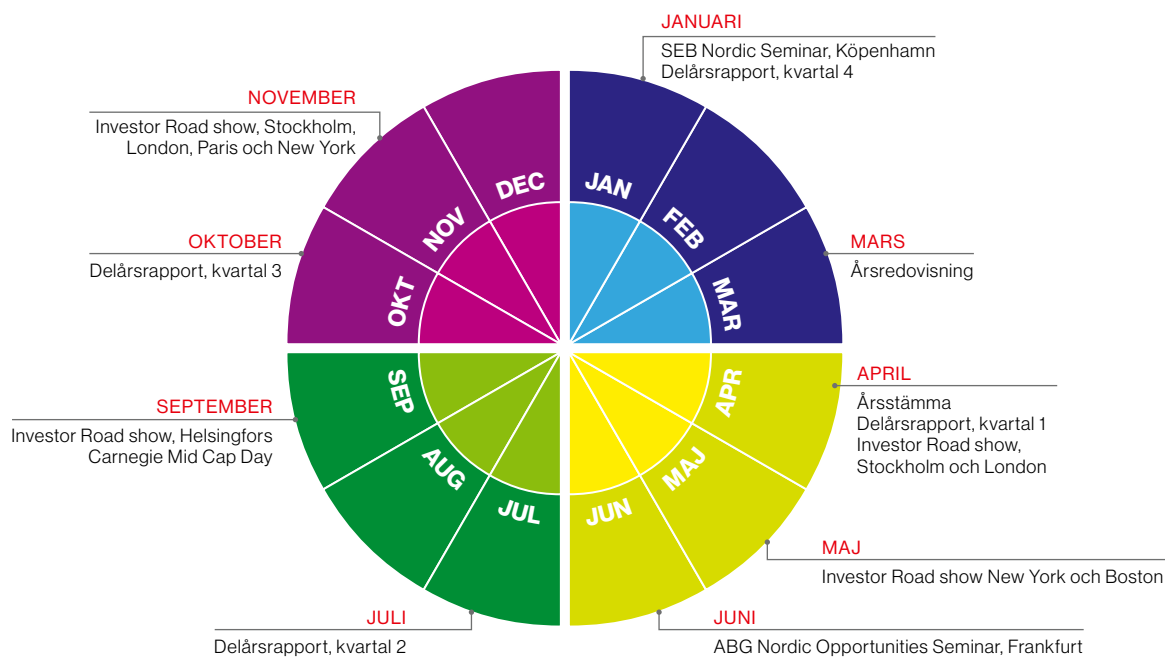 JANUARI
SEB Nordic Seminar, Köpenhamn
Delårsrapport, kvartal 4
MARS
Årsredovisning
APRIL
Årsstämma
Delårsrapport, kvartal 1
Investor Road show,
Stockholm och London
MAJ
Investor Road show New York och Boston
JUNI
ABG Nordic Opportunities Seminar, Frankfurt
JULI
Delårsrapport, kvartal 2
SEPTEMBER
Investor Road show, Helsingfors
Carnegie Mid Cap Day
OKTOBER
Delårsrapport, kvartal 3
NOVEMBER
Investor Road show, Stockholm,
London, Paris och New York
JAN
FEB
MAR
APR
MAJ
JUN
JUL
AUG
SEP
OKT
NOV
DEC